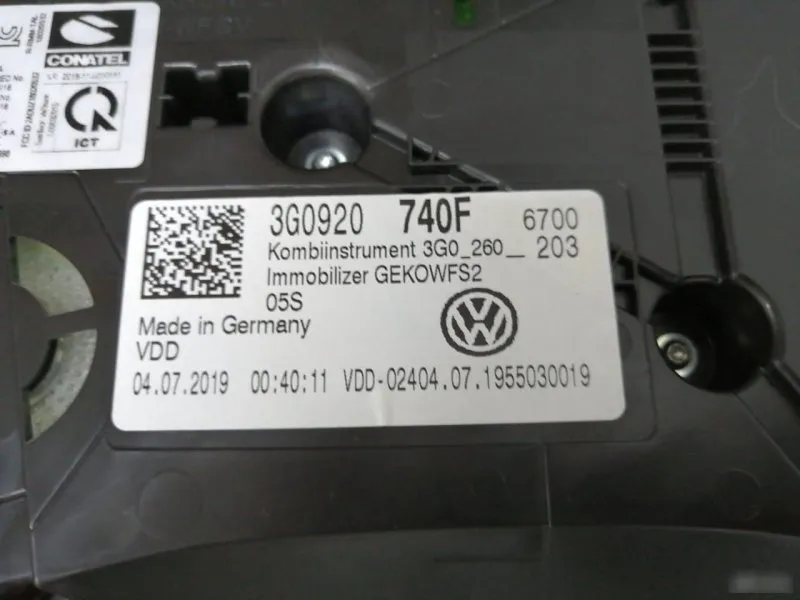 CONATEL
ICT
3G0920 740F 6700
Kombiinstrument 3G0_260__ 203
Immobilizer GEKOWFS2
05S
Made in Germany
VDD
04.07.2019 00:40:11 VDD-02404.07.1955030019